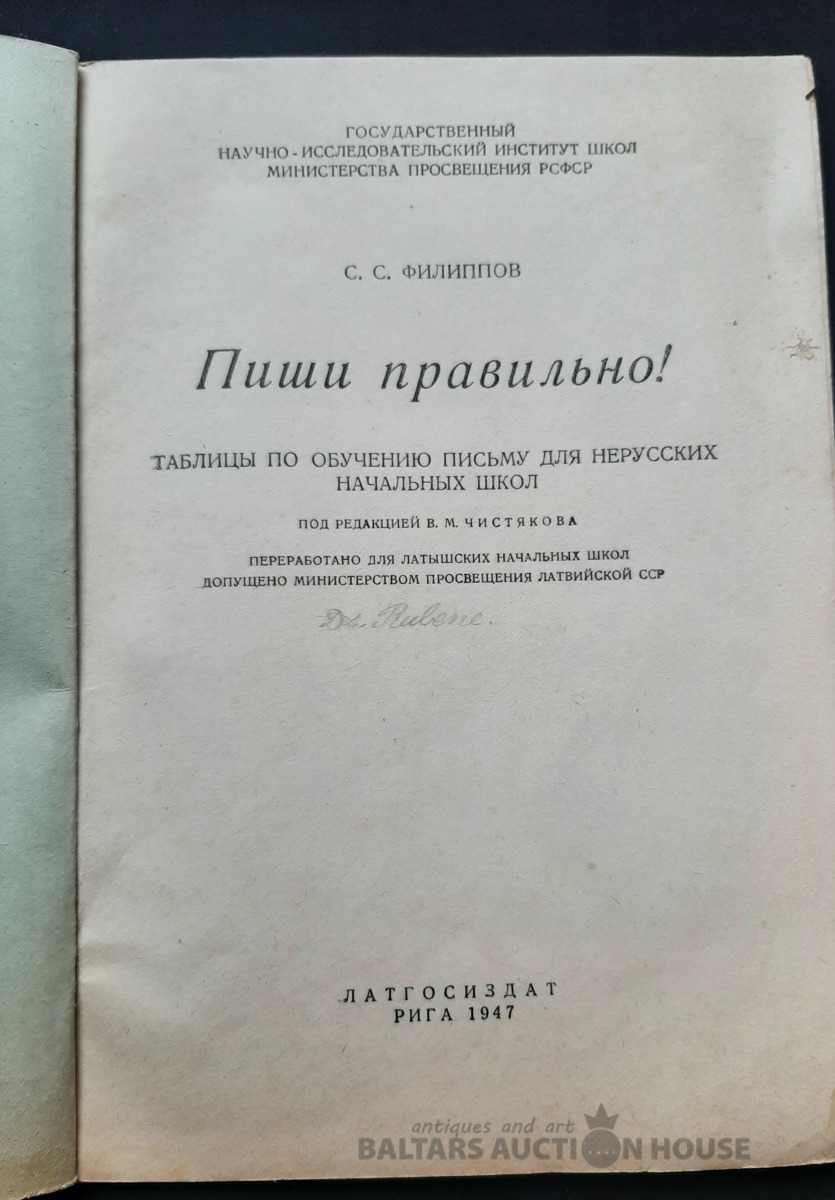 ГОСУДАРСТВЕННЫЙ
НАУЧНО-ИССЛЕДОВАТЕЛЬСКИЙ ИНСТИТУТ ШКОЛ
МИНИСТЕРСТВА ПРОСВЕЩЕНИЯ РСФСР
С. С. ФИЛИППОВ
Пиши правильно!
ТАБЛИЦЫ ПО ОБУЧЕНИЮ ПИСЬМУ ДЛЯ НЕРУССКИХ
НАЧАЛЬНЫХ ШКОЛ
ПОД РЕДАКЦИЕЙ В. М. ЧИСТЯКОВА
ПЕРЕРАБОТАНО ДЛЯ ЛАТЫШСКИХ НАЧАЛЬНЫХ ШКОЛ
ДОПУЩЕНО МИНИСТЕРСТВОМ ПРОСВЕЩЕНИЯ ЛАТВИЙСКОЙ ССР
Dz. Rubene.
ЛАТГОСИЗДАТ
РИГА 1947
antiques and art
BALTARS AUCTION HOUSE